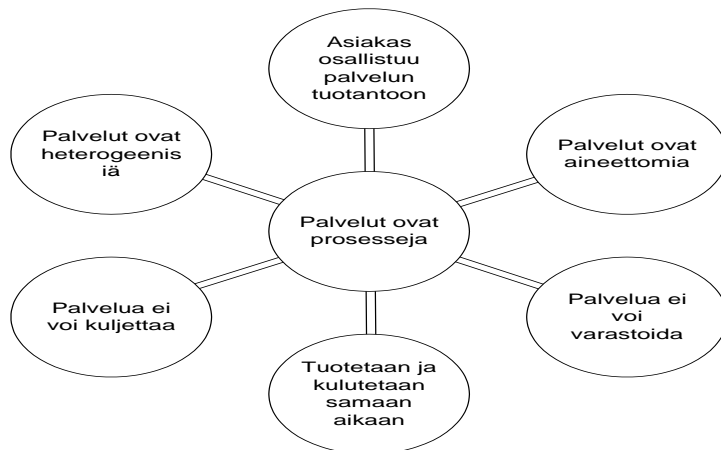 Asiakas
osallistuu
palvelun
tuotantoon
Palvelut ovat
heterogeenis
iä
Palvelut ovat
aineettomia
Palvelut ovat
prosesseja
Palvelua ei
voi kuljettaa
Palvelua ei
voi
varastoida
Tuotetaan ja
kulutetaan
samaan
aikaan